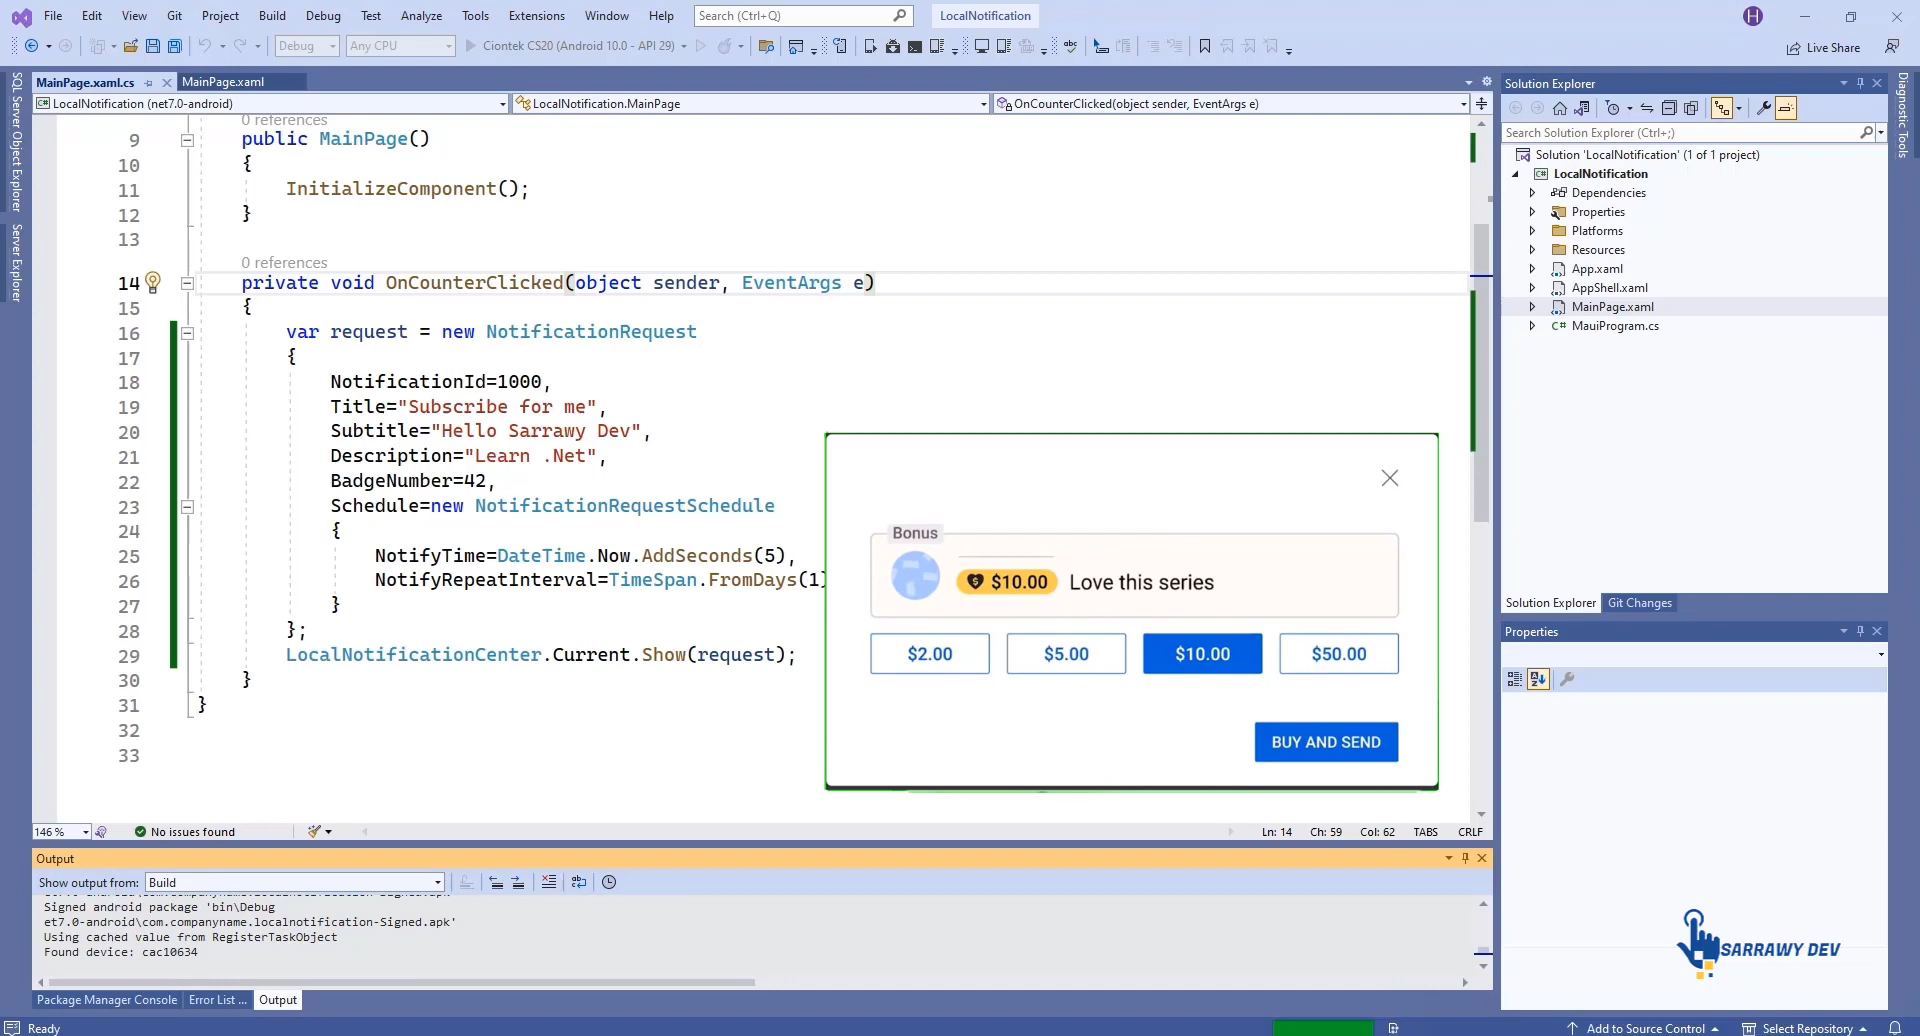 File Edit View Git Project Build Debug Test Analyze Tools Extensions Window Help Search (Ctrl+Q) LocalNotification H
Debug Any CPU Ciontek CS20 (Android 10.0 - API 29) Live Share
MainPage.xaml.cs MainPage.xaml
LocalNotification (net7.0-android) LocalNotification.MainPage OnCounterClicked(object sender, EventArgs e)
SQL Server Object Explorer
Server Explorer
0 references
9 public MainPage()
10 {
11 InitializeComponent();
12 }
13
0 references
14 private void OnCounterClicked(object sender, EventArgs e)
15 {
16 var request = new NotificationRequest
17 {
18 NotificationId=1000,
19 Title="Subscribe for me",
20 Subtitle="Hello Sarrawy Dev",
21 Description="Learn .Net",
22 BadgeNumber=42,
23 Schedule=new NotificationRequestSchedule
24 {
25 NotifyTime=DateTime.Now.AddSeconds(5),
26 NotifyRepeatInterval=TimeSpan.FromDays(1)
27 }
28 };
29 LocalNotificationCenter.Current.Show(request);
30 }
31 }
32
33
Bonus
$10.00 Love this series
$2.00 $5.00 $10.00 $50.00
BUY AND SEND
146 % No issues found Ln: 14 Ch: 59 Col: 62 TABS CRLF
Output
Show output from: Build
Signed android package 'bin\Debug
et7.0-android\com.companyname.localnotification-Signed.apk'
Using cached value from RegisterTaskObject
Found device: cac10634
Package Manager Console Error List ... Output
Ready Add to Source Control Select Repository
Solution Explorer
Search Solution Explorer (Ctrl+;)
Solution 'LocalNotification' (1 of 1 project)
LocalNotification
Dependencies
Properties
Platforms
Resources
App.xaml
AppShell.xaml
MainPage.xaml
C# MauiProgram.cs
Solution Explorer Git Changes
Properties
Diagnostic Tools
SARRAWY DEV